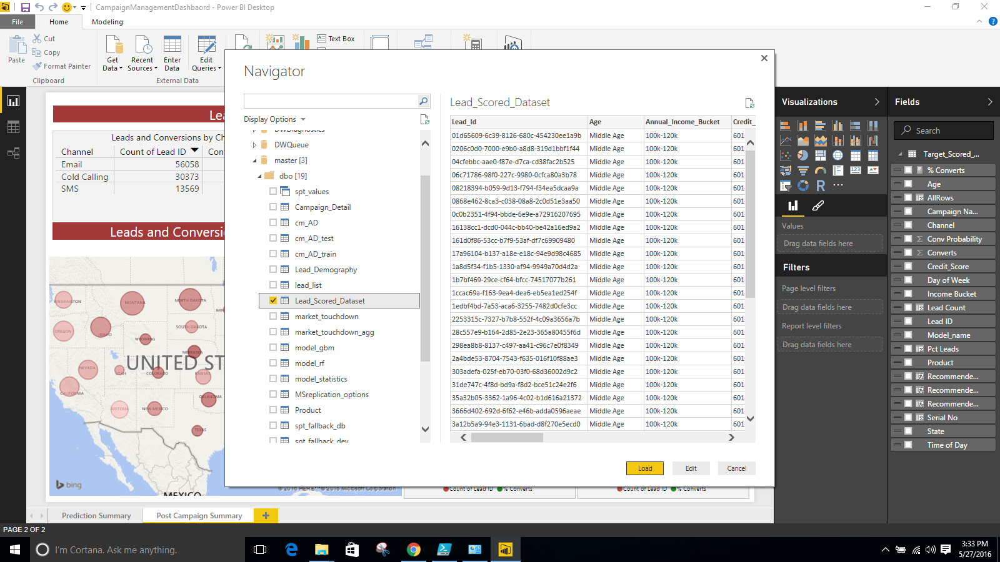 CampaignManagementDashbaord - Power BI Desktop
File
Home
Modeling
Paste
Cut
Copy
Format Painter
Clipboard
Get Data
Recent Sources
Enter Data
Edit Queries
External Data
Text Box
Leads and Conversions by Ch
Channel Count of Lead ID Con
Email 56058
Cold Calling 30373
SMS 13569
Leads and Conversi
WASHINGTON
MONTANA
NORTH DAKOTA
OREGON
IDAHO
SOUTH DAKOTA
WYOMING
NEBRASKA
UNITED ST
NEVADA
UTAH
COLORADO
KANSAS
CALIFORNIA
OKLAHOMA
ARIZONA
NEW MEXICO
TEXAS
MEXICO
bing
© 2016 HERE © 2016 Microsoft Corporation
Navigator
Display Options
DWDiagnostics
DWQueue
master [3]
dbo [19]
spt_values
Campaign_Detail
cm_AD
cm_AD_test
cm_AD_train
Lead_Demography
lead_list
Lead_Scored_Dataset
market_touchdown
market_touchdown_agg
model_gbm
model_rf
model_statistics
MSreplication_options
Product
spt_fallback_db
spt_fallback_dev
Lead_Scored_Dataset
Lead_Id Age Annual_Income_Bucket Credit_
01d65609-6c39-8126-680c-454230ee1a9b Middle Age 100k-120k 601
0206c0d0-7000-e9b0-a8d8-319d1bbf1f44 Middle Age 100k-120k 601
04cfebbc-aae0-f87e-d7ca-cd38fac2b525 Middle Age 100k-120k 601
06c71786-98f0-227c-9980-0cfca80a3b78 Middle Age 100k-120k 601
08218394-b059-9d13-f794-f34ea5dcaa9a Middle Age 100k-120k 601
0868e462-8ca3-c038-08a8-2c0d51e3aa50 Middle Age 100k-120k 601
0c0b2351-4f94-bbde-6e9e-a72916207695 Middle Age 100k-120k 601
16138cc1-dcd0-044c-bb40-be42a16ed9a2 Middle Age 100k-120k 601
161d0f86-53cc-b7f9-53af-df7c69909480 Middle Age 100k-120k 601
17a96104-b137-a18e-e18c-94e9d98c4685 Middle Age 100k-120k 601
1a8d5f34-f1b5-1330-af94-9949a70d4d2a Middle Age 100k-120k 601
1b7bf469-29ce-cf64-bfcc-74517077b261 Middle Age 100k-120k 601
1ccac69a-f163-9ea4-dea6-eb5ea1ed254f Middle Age 100k-120k 601
1edbf4bd-7a53-aca6-3255-7482d0cfe3cc Middle Age 100k-120k 601
2253315c-7327-b7b8-552f-4c09a3656a7b Middle Age 100k-120k 601
28c557e9-b164-2d85-2e23-365a80455f6d Middle Age 100k-120k 601
298ea8b8-8137-c497-aa41-c96c7e0f8349 Middle Age 100k-120k 601
2a4bde53-8704-7543-f635-016f10f88ae3 Middle Age 100k-120k 601
303adefa-025f-eb70-03f0-68d36002d9c2 Middle Age 100k-120k 601
31de747c-4f8d-bd9a-f8d2-bce51c24e2f6 Middle Age 100k-120k 601
35a32b05-3362-1a96-4c02-b1d616a21372 Middle Age 100k-120k 601
3666d402-692d-6f62-e46b-adda0596aeae Middle Age 100k-120k 601
3a12b5a9-94e3-1131-6bad-d8f270e5ecd0 Middle Age 100k-120k 601
Load
Edit
Cancel
Count of Lead ID % Converts
Count of Lead ID % Converts
Visualizations
Values
Drag data fields here
Filters
Page level filters
Drag data fields here
Report level filters
Drag data fields here
Fields
Search
Target_Scored_...
% Converts
Age
AllRows
Campaign Na...
Channel
Conv Probability
Converts
Credit_Score
Day of Week
Income Bucket
Lead Count
Lead ID
Model_name
Pct Leads
Product
Recommende...
Recommende...
Recommende...
Serial No
State
Time of Day
Prediction Summary
Post Campaign Summary
PAGE 2 OF 2
I'm Cortana. Ask me anything.
3:33 PM
5/27/2016